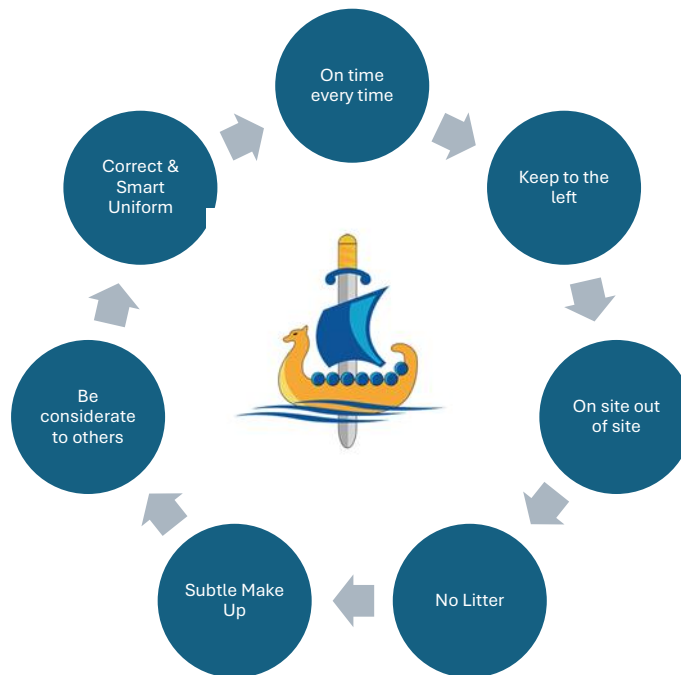 On time
every time
Keep to the
left
On site out
of site
No Litter
Subtle Make
Up
Be
considerate
to others
Correct &
Smart
Uniform